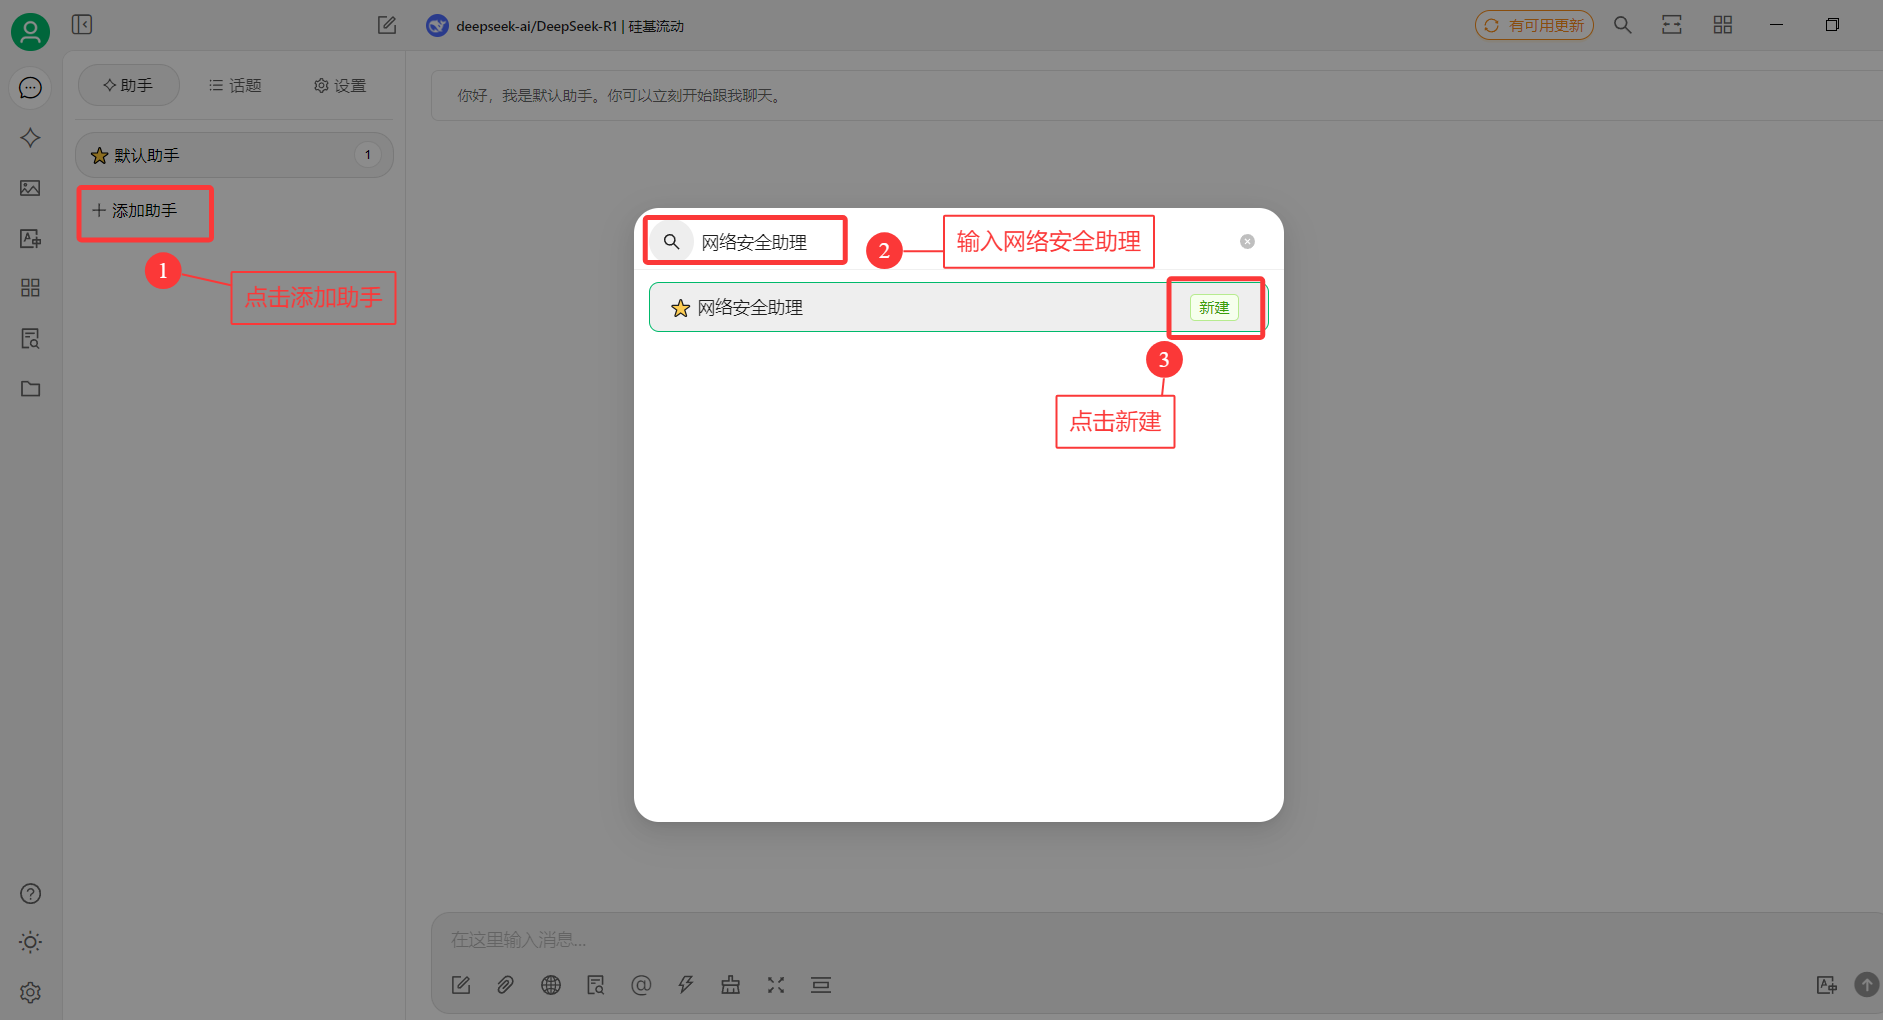 deepseek-ai/DeepSeek-R1 | 硅基流动
有可用更新
助手
话题
设置
你好，我是默认助手。你可以立刻开始跟我聊天。
默认助手
1
添加助手
1
点击添加助手
网络安全助理
2
输入网络安全助理
网络安全助理
新建
3
点击新建
在这里输入消息...